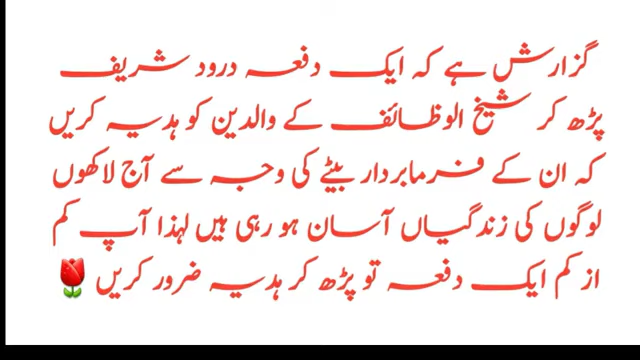 گزارش ہے کہ ایک دفعہ درود شریف
پڑھ کر شیخ الوظائف کے والدین کو ہدیہ کریں
کہ ان کے فرمابردار بیٹے کی وجہ سے آج لاکھوں
لوگوں کی زندگیاں آسان ہو رہی ہیں لہذا آپ کم
از کم ایک دفعہ تو پڑھ کر ہدیہ ضرور کریں 🌹